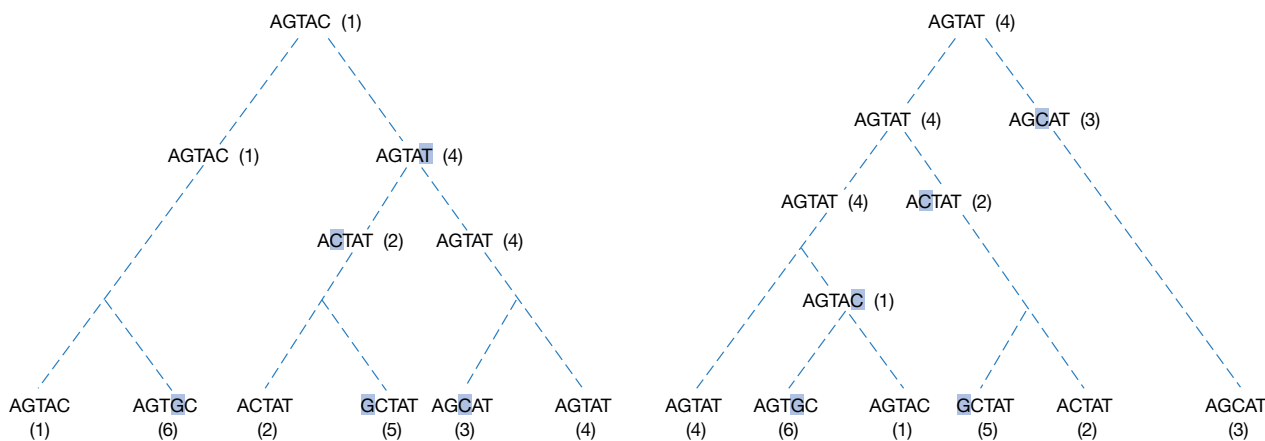 AGTAC (1)
AGTAC (1)
AGTAT (4)
ACTAT (2)
AGTAT (4)
AGTAC
(1)
AGTGC
(6)
ACTAT
(2)
GCTAT
(5)
AGCAT
(3)
AGTAT
(4)
AGTAT (4)
AGTAT (4)
AGCAT (3)
AGTAT (4)
ACTAT (2)
AGTAC (1)
AGTAT
(4)
AGTGC
(6)
AGTAC
(1)
GCTAT
(5)
ACTAT
(2)
AGCAT
(3)